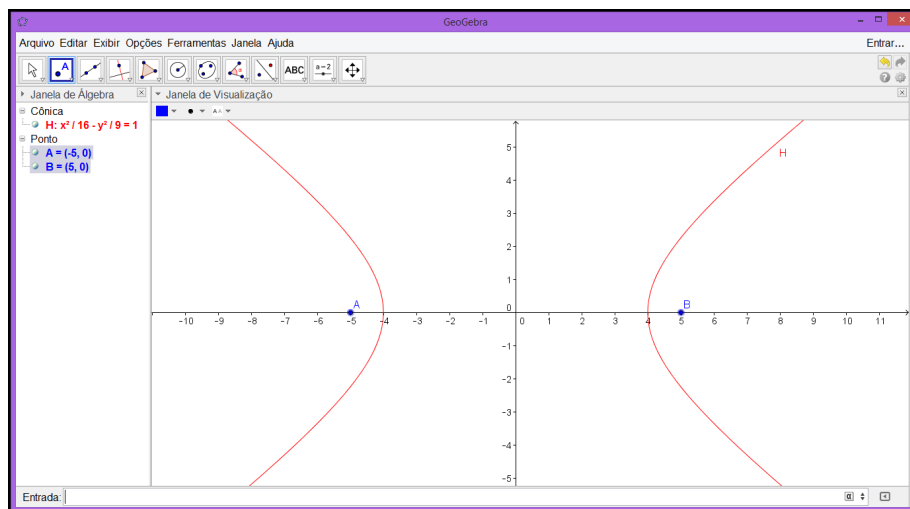 GeoGebra
Arquivo Editar Exibir Opções Ferramentas Janela Ajuda
Entrar...
A
ABC
a=2
Janela de Álgebra
Janela de Visualização
Cônica
H: x² / 16 - y² / 9 = 1
Ponto
A = (-5, 0)
B = (5, 0)
5
4
3
2
1
0
-10 -9 -8 -7 -6 -5 -4 -3 -2 -1 0 1 2 3 4 5 6 7 8 9 10 11
-1
-2
-3
-4
-5
H
A
B
Entrada:
α